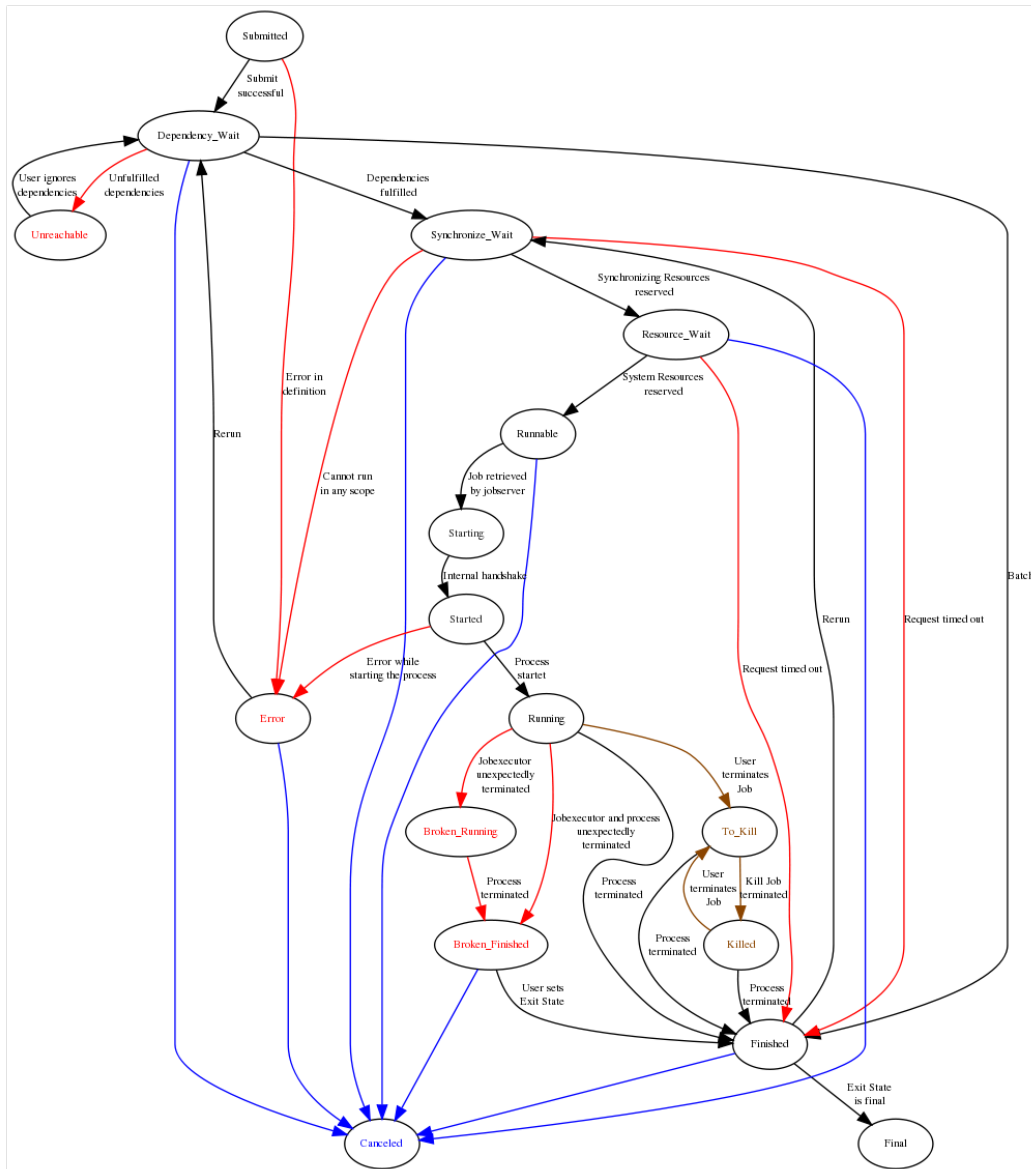 Submitted
Submit
successful
Dependency_Wait
User ignores
dependencies
Unfulfilled
dependencies
Dependencies
fulfilled
Unreachable
Synchronize_Wait
Synchronizing Resources
reserved
Resource_Wait
Error in
definition
System Resources
reserved
Rerun
Runnable
Cannot run
in any scope
Job retrieved
by jobserver
Starting
Internal handshake
Batch
Started
Rerun
Request timed out
Error while
starting the process
Process
startet
Request timed out
Error
Running
Jobexecutor
unexpectedly
terminated
User
terminates
Job
Broken_Running
Jobexecutor and process
unexpectedly
terminated
To_Kill
Process
terminated
Process
terminated
User
terminates
Job
Kill Job
terminated
Broken_Finished
Process
terminated
Killed
User sets
Exit State
Process
terminated
Finished
Exit State
is final
Canceled
Final